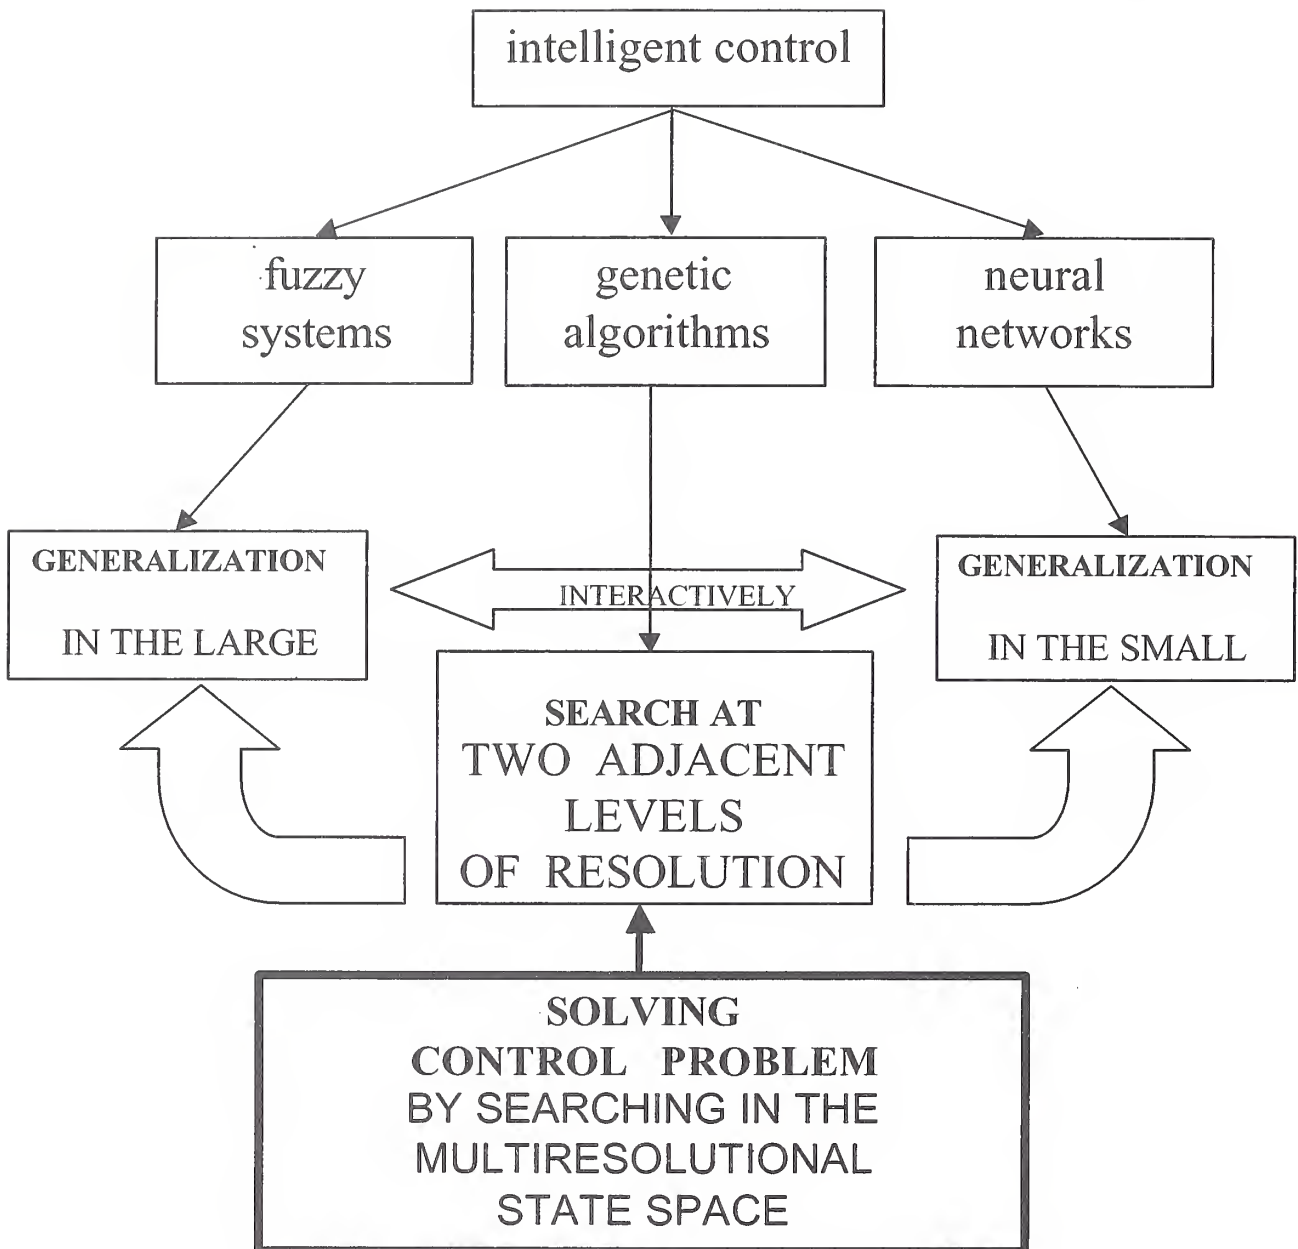 intelligent control
fuzzy
systems
genetic
algorithms
neural
networks
GENERALIZATION
IN THE LARGE
INTERACTIVELY
GENERALIZATION
IN THE SMALL
SEARCH AT
TWO ADJACENT
LEVELS
OF RESOLUTION
SOLVING
CONTROL PROBLEM
BY SEARCHING IN THE
MULTIRESOLUTIONAL
STATE SPACE